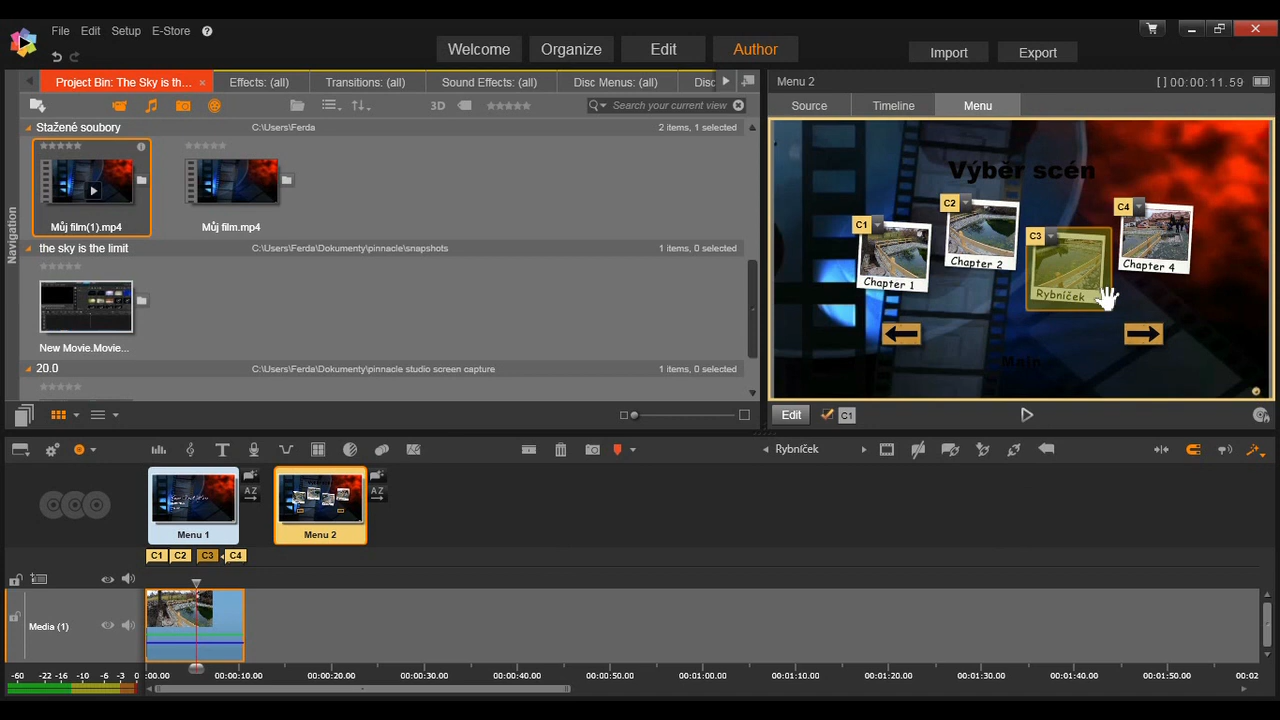 File Edit Setup E-Store ?
Welcome Organize Edit Author Import Export
Project Bin: The Sky is th... × Effects: (all) Transitions: (all) Sound Effects: (all) Disc Menus: (all) Disc
Menu 2 [ ] 00:00:11.59
3D Search your current view
Source Timeline Menu
Stažené soubory C:\Users\Ferda 2 items, 1 selected
Můj film(1).mp4 Můj film.mp4
the sky is the limit C:\Users\Ferda\Dokumenty\pinnacle\snapshots 1 items, 0 selected
New Movie.Movie...
20.0 C:\Users\Ferda\Dokumenty\pinnacle studio screen capture 1 items, 0 selected
Navigation
Výběr scén
C1 C2 C3 C4
Chapter 1 Chapter 2 Rybníček Chapter 4
Main
Edit C1
Rybníček
AZ AZ
Menu 1 Menu 2
C1 C2 C3 C4
Media (1)
-60 -22 -16 -10 -6 -3 0 :00.00 00:00:10.00 00:00:20.00 00:00:30.00 00:00:40.00 00:00:50.00 00:01:00.00 00:01:10.00 00:01:20.00 00:01:30.00 00:01:40.00 00:01:50.00 00:02